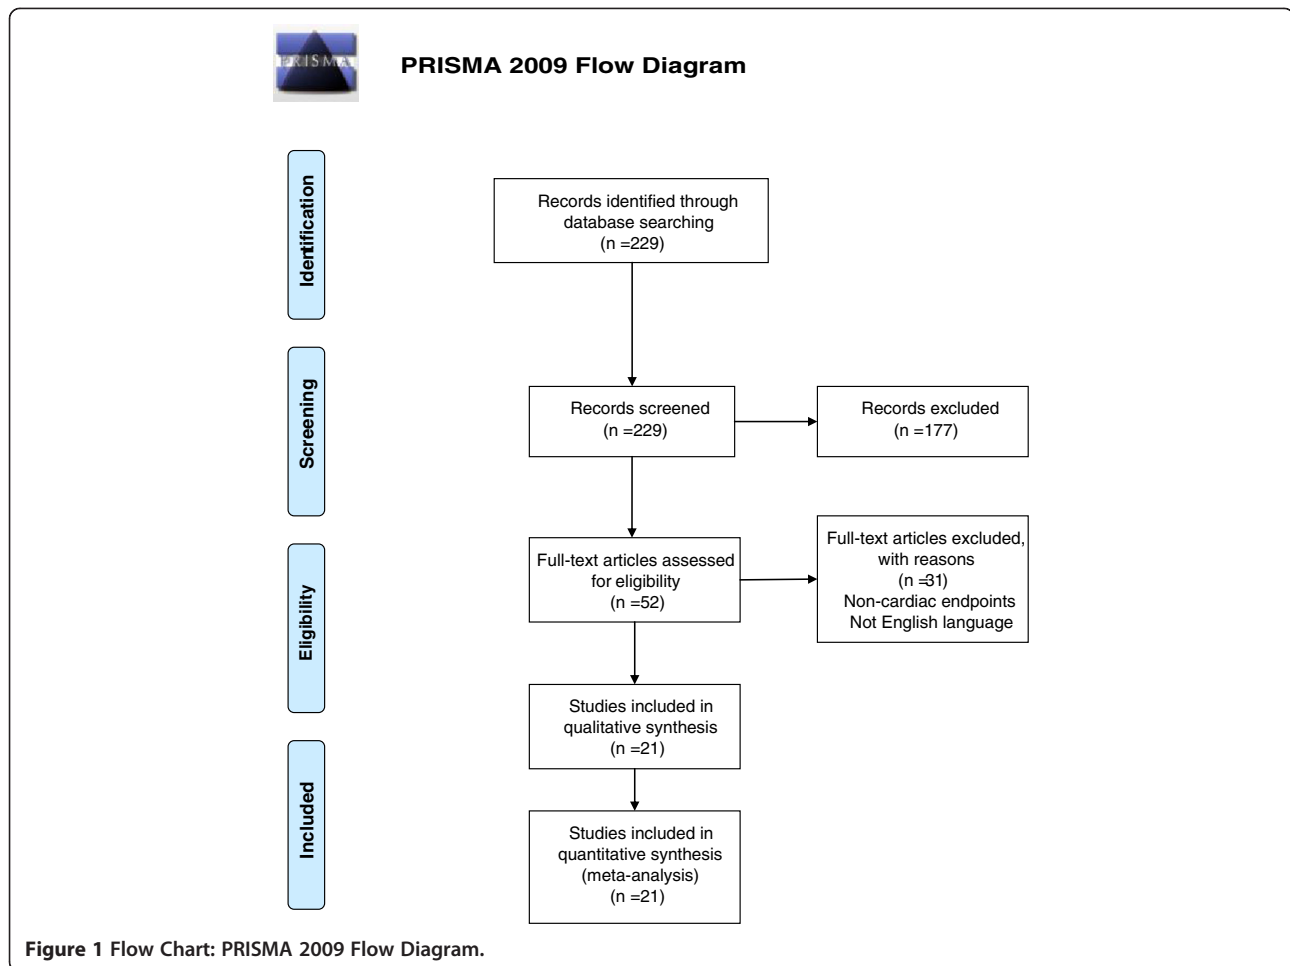 PRISMA
PRISMA 2009 Flow Diagram
Identification
Records identified through
database searching
(n =229)
Screening
Records screened
(n =229)
Records excluded
(n =177)
Eligibility
Full-text articles assessed
for eligibility
(n =52)
Full-text articles excluded,
with reasons
(n =31)
Non-cardiac endpoints
Not English language
Studies included in
qualitative synthesis
(n =21)
Included
Studies included in
quantitative synthesis
(meta-analysis)
(n =21)
Figure 1 Flow Chart: PRISMA 2009 Flow Diagram.